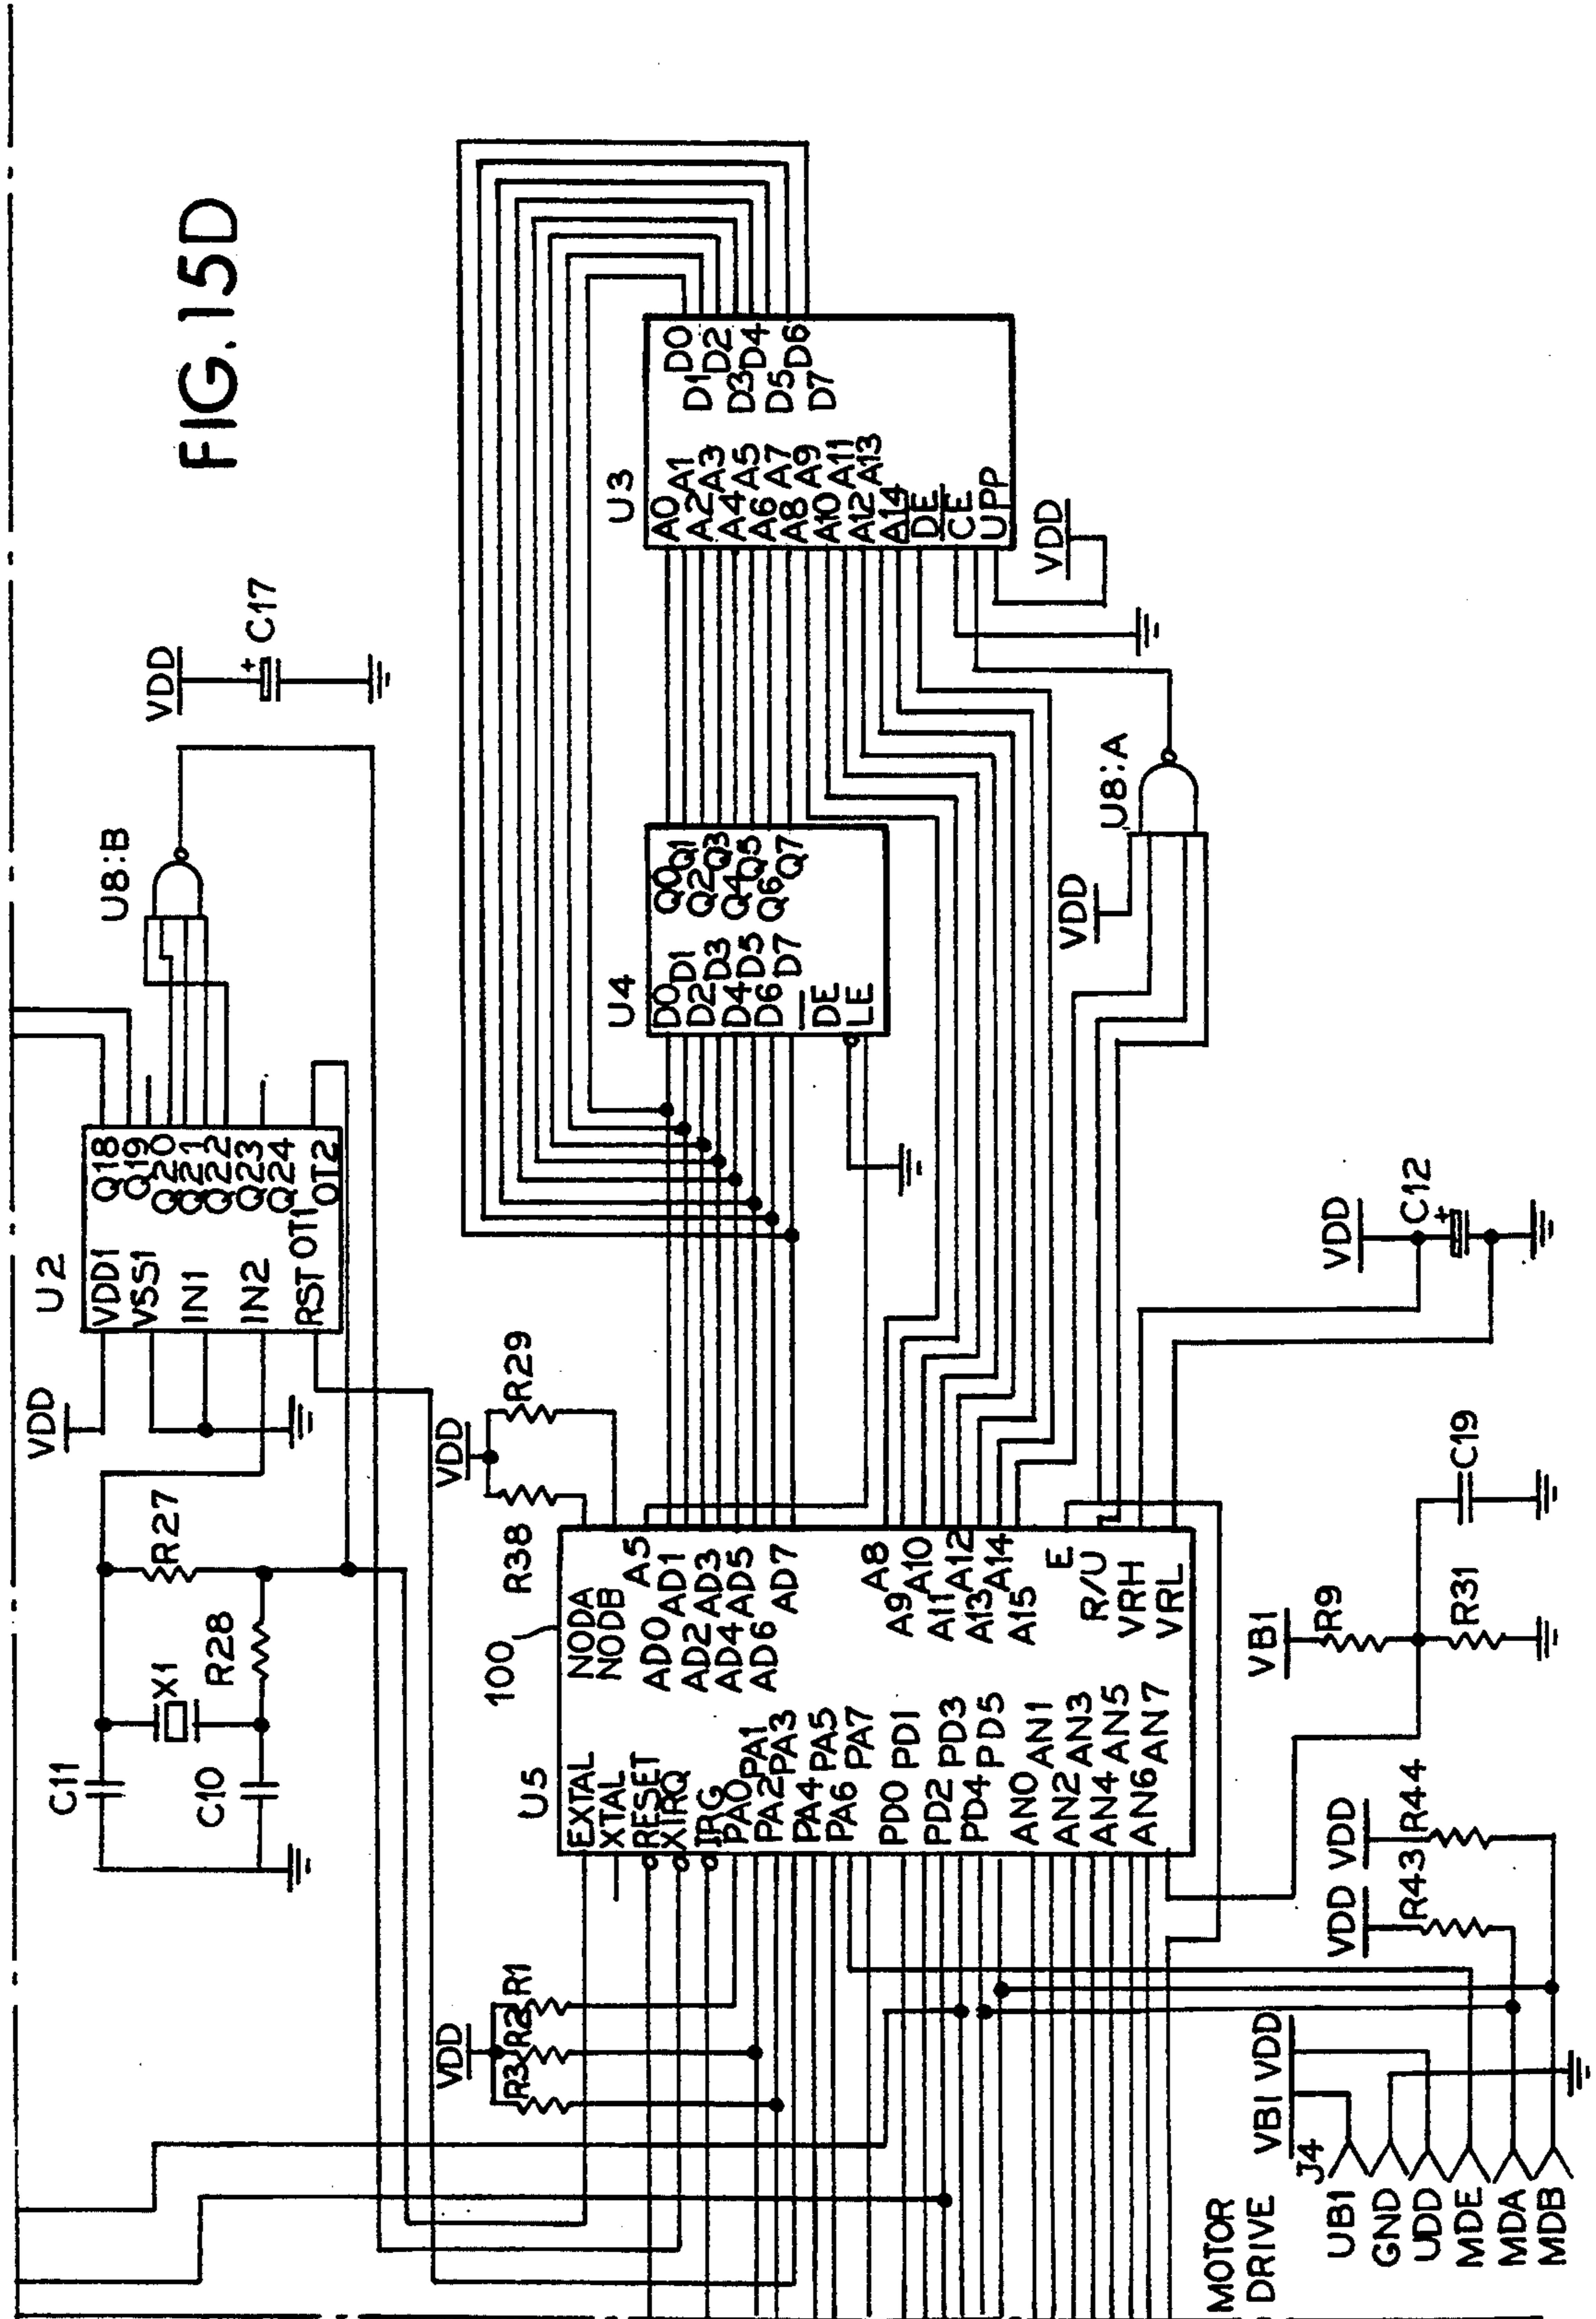 FIG.15D
U2
VDD
VDD1
VSS1
IN1
IN2
RST
OT1
OT2
Q18
Q19
Q20
Q21
Q22
Q23
Q24
U8:B
VDD
C17
C11
X1
R27
R28
C10
VDD
R38
R29
100
U5
EXTAL
XTAL
RESET
XIRQ
IRG
PA0
PA1
PA2
PA3
PA4
PA5
PA6
PA7
PD0
PD1
PD2
PD3
PD4
PD5
AN0
AN1
AN2
AN3
AN4
AN5
AN6
AN7
NODA
NODB
A5
AD0
AD1
AD2
AD3
AD4
AD5
AD6
AD7
A8
A9
A10
A11
A12
A13
A14
A15
E
R/U
VRH
VRL
U4
D0
D1
D2
D3
D4
D5
D6
D7
DE
LE
Q0
Q1
Q2
Q3
Q4
Q5
Q6
Q7
U3
A0
A1
A2
A3
A4
A5
A6
A7
A8
A9
A10
A11
A12
A13
A14
DE
CE
UPP
D0
D1
D2
D3
D4
D5
D6
D7
VDD
VDD
U8:A
VDD
R3
R2
R1
VDD
C12
VB1
R9
R31
C19
VDD
VDD
R43
R44
MOTOR
DRIVE
J4
VB1
VDD
UB1
GND
UDD
MDE
MDA
MDB